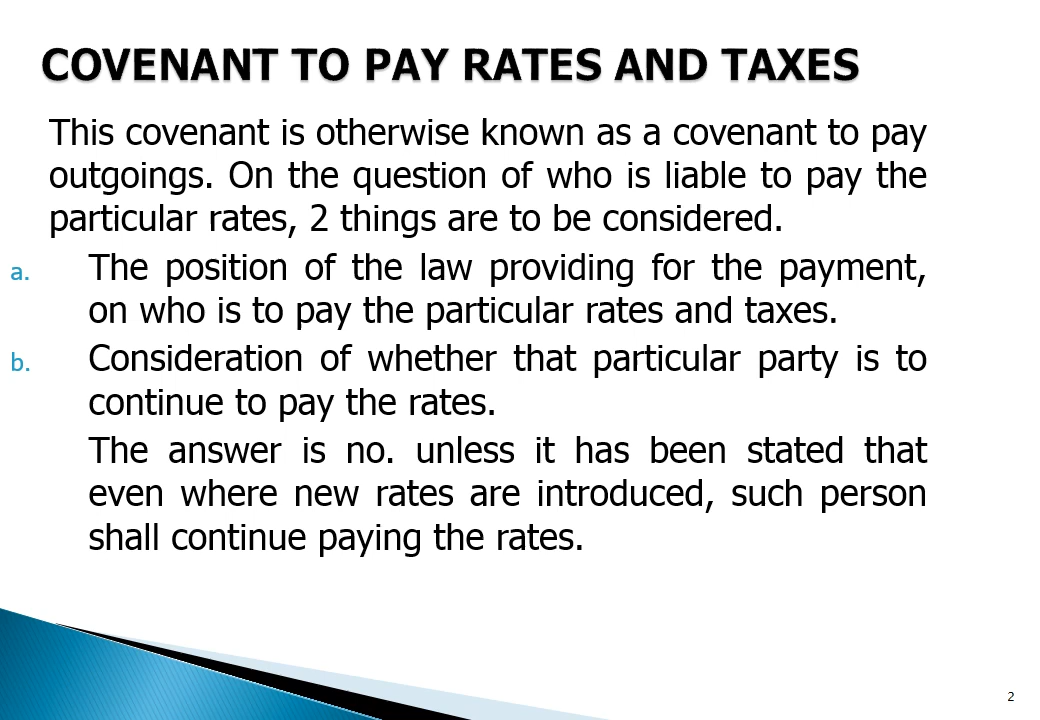 COVENANT TO PAY RATES AND TAXES
This covenant is otherwise known as a covenant to pay
outgoings. On the question of who is liable to pay the
particular rates, 2 things are to be considered.
a. The position of the law providing for the payment,
on who is to pay the particular rates and taxes.
b. Consideration of whether that particular party is to
continue to pay the rates.
The answer is no. unless it has been stated that
even where new rates are introduced, such person
shall continue paying the rates.
2